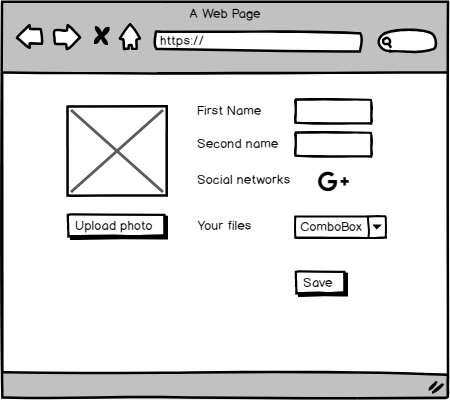 A Web Page
https://
First Name
Second name
Social networks G+
Upload photo
Your files
ComboBox
Save